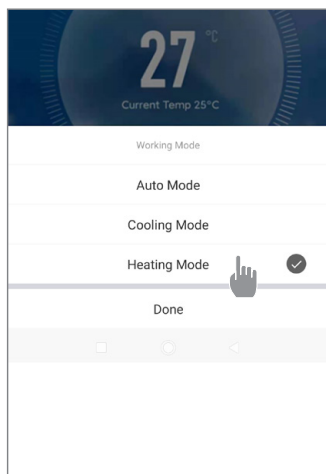 27 °C
Current Temp 25°C
Working Mode
Auto Mode
Cooling Mode
Heating Mode
Done